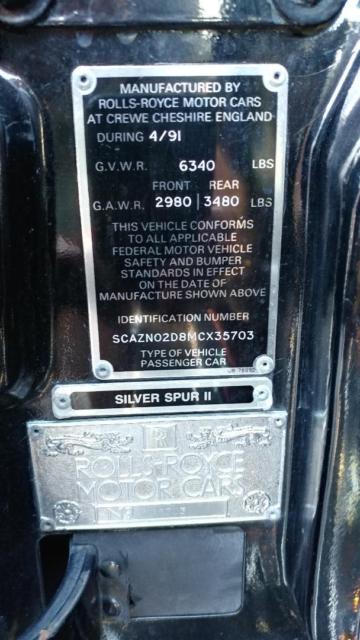 MANUFACTURED BY
ROLLS-ROYCE MOTOR CARS
AT CREWE CHESHIRE ENGLAND
DURING 4/91
G.V.W.R. 6340 LBS
FRONT REAR
G.A.W.R. 2980 | 3480 LBS
THIS VEHICLE CONFORMS
TO ALL APPLICABLE
FEDERAL MOTOR VEHICLE
SAFETY AND BUMPER
STANDARDS IN EFFECT
ON THE DATE OF
MANUFACTURE SHOWN ABOVE
IDENTIFICATION NUMBER
SCAZN02D8MCX35703
TYPE OF VEHICLE
PASSENGER CAR
SILVER SPUR II
R
ROLLS-ROYCE
MOTOR CARS